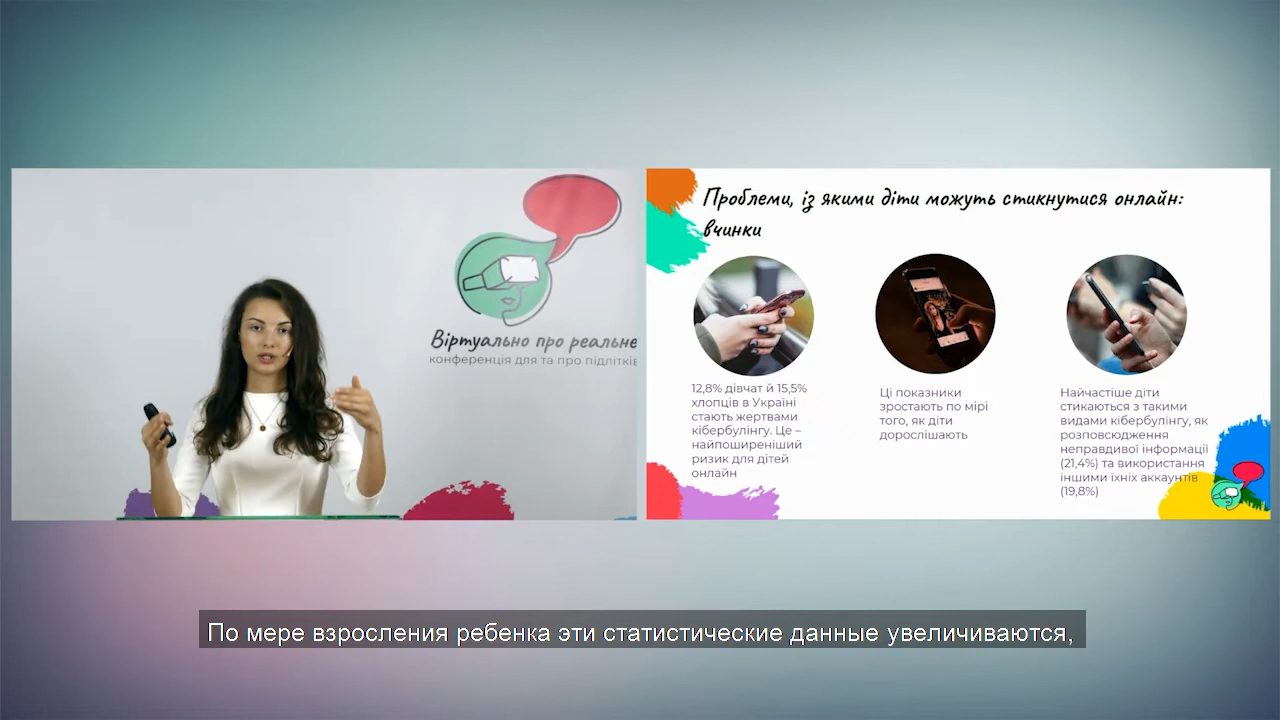 Віртуально про реальне
конференція для та про підлітків
Проблеми, із якими діти можуть стикнутися онлайн:
вчинки
12,8% дівчат й 15,5%
хлопців в Україні
стають жертвами
кібербулінгу. Це –
найпоширеніший
ризик для дітей
онлайн
Ці показники
зростають по мірі
того, як діти
дорослішають
Найчастіше діти
стикаються з такими
видами кібербулінгу, як
розповсюдження
неправдивої інформації
(21,4%) та використання
іншими їхніх аккаунтів
(19,8%)
По мере взросления ребенка эти статистические данные увеличиваются,